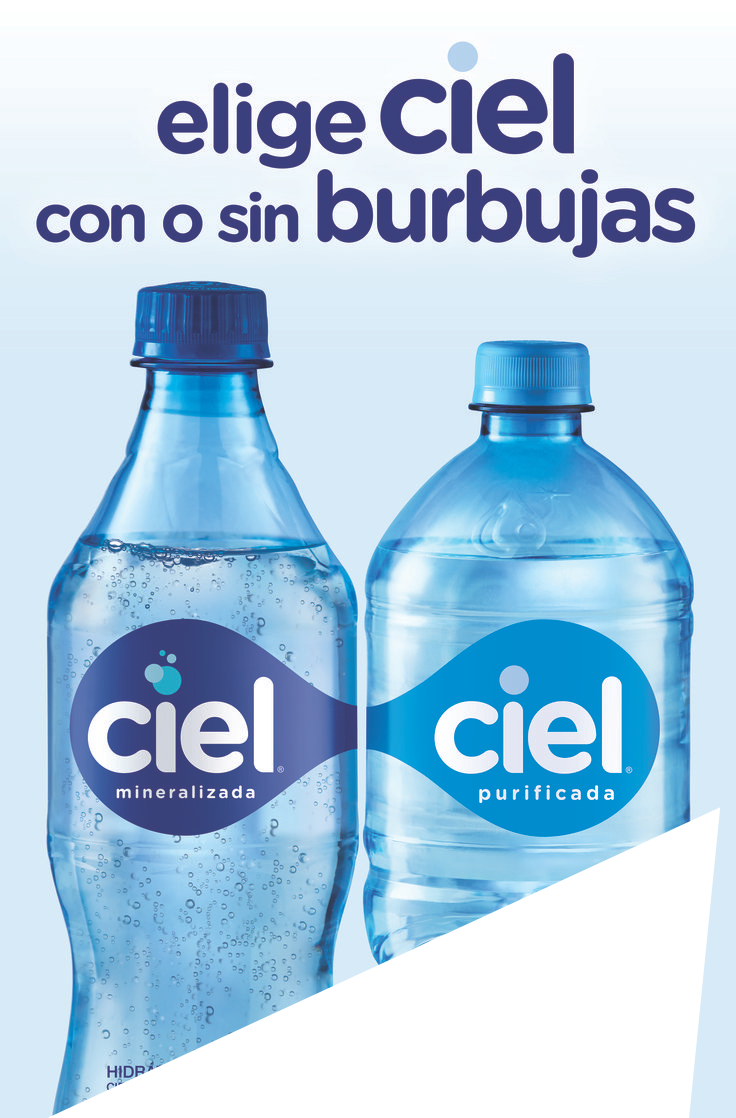 elige ciel
con o sin burbujas
ciel®
mineralizada
ciel®
purificada